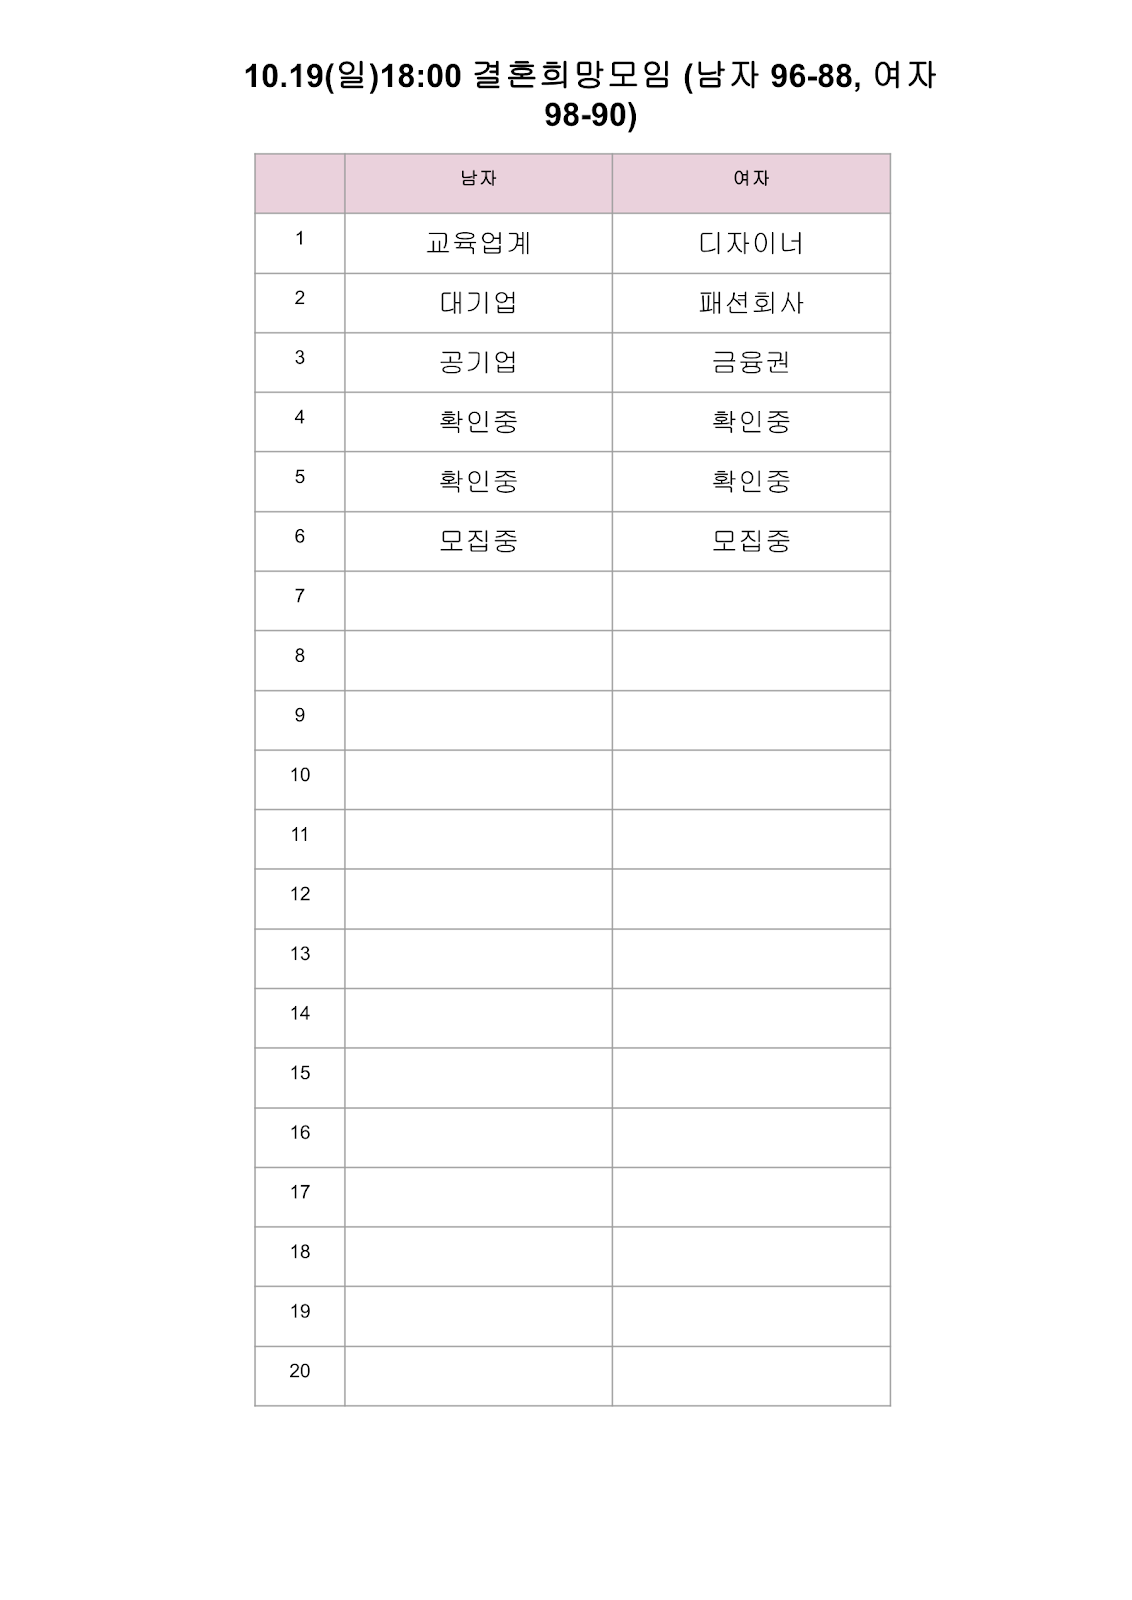 10.19(일)18:00 결혼희망모임 (남자 96-88, 여자
98-90)
남자 여자
1 교육업계 디자이너
2 대기업 패션회사
3 공기업 금융권
4 확인중 확인중
5 확인중 확인중
6 모집중 모집중
7
8
9
10
11
12
13
14
15
16
17
18
19
20